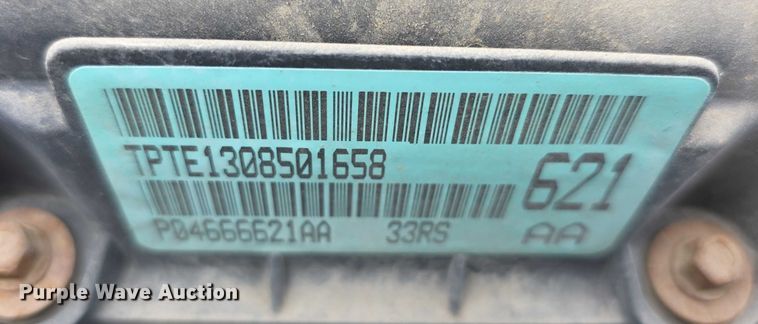 TPTE1308501658
621
P04666621AA 33RS AA
Purple Wave Auction